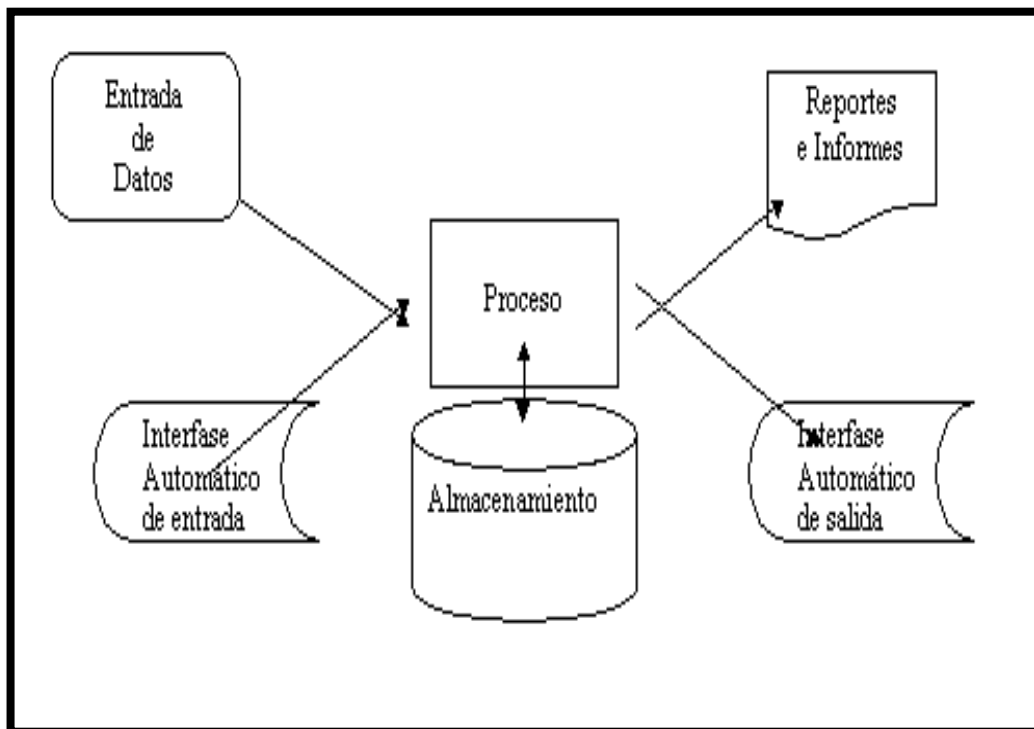 Entrada
de
Datos
Reportes
e Informes
Proceso
Interfase
Automático
de entrada
Almacenamiento
Interfase
Automático
de salida